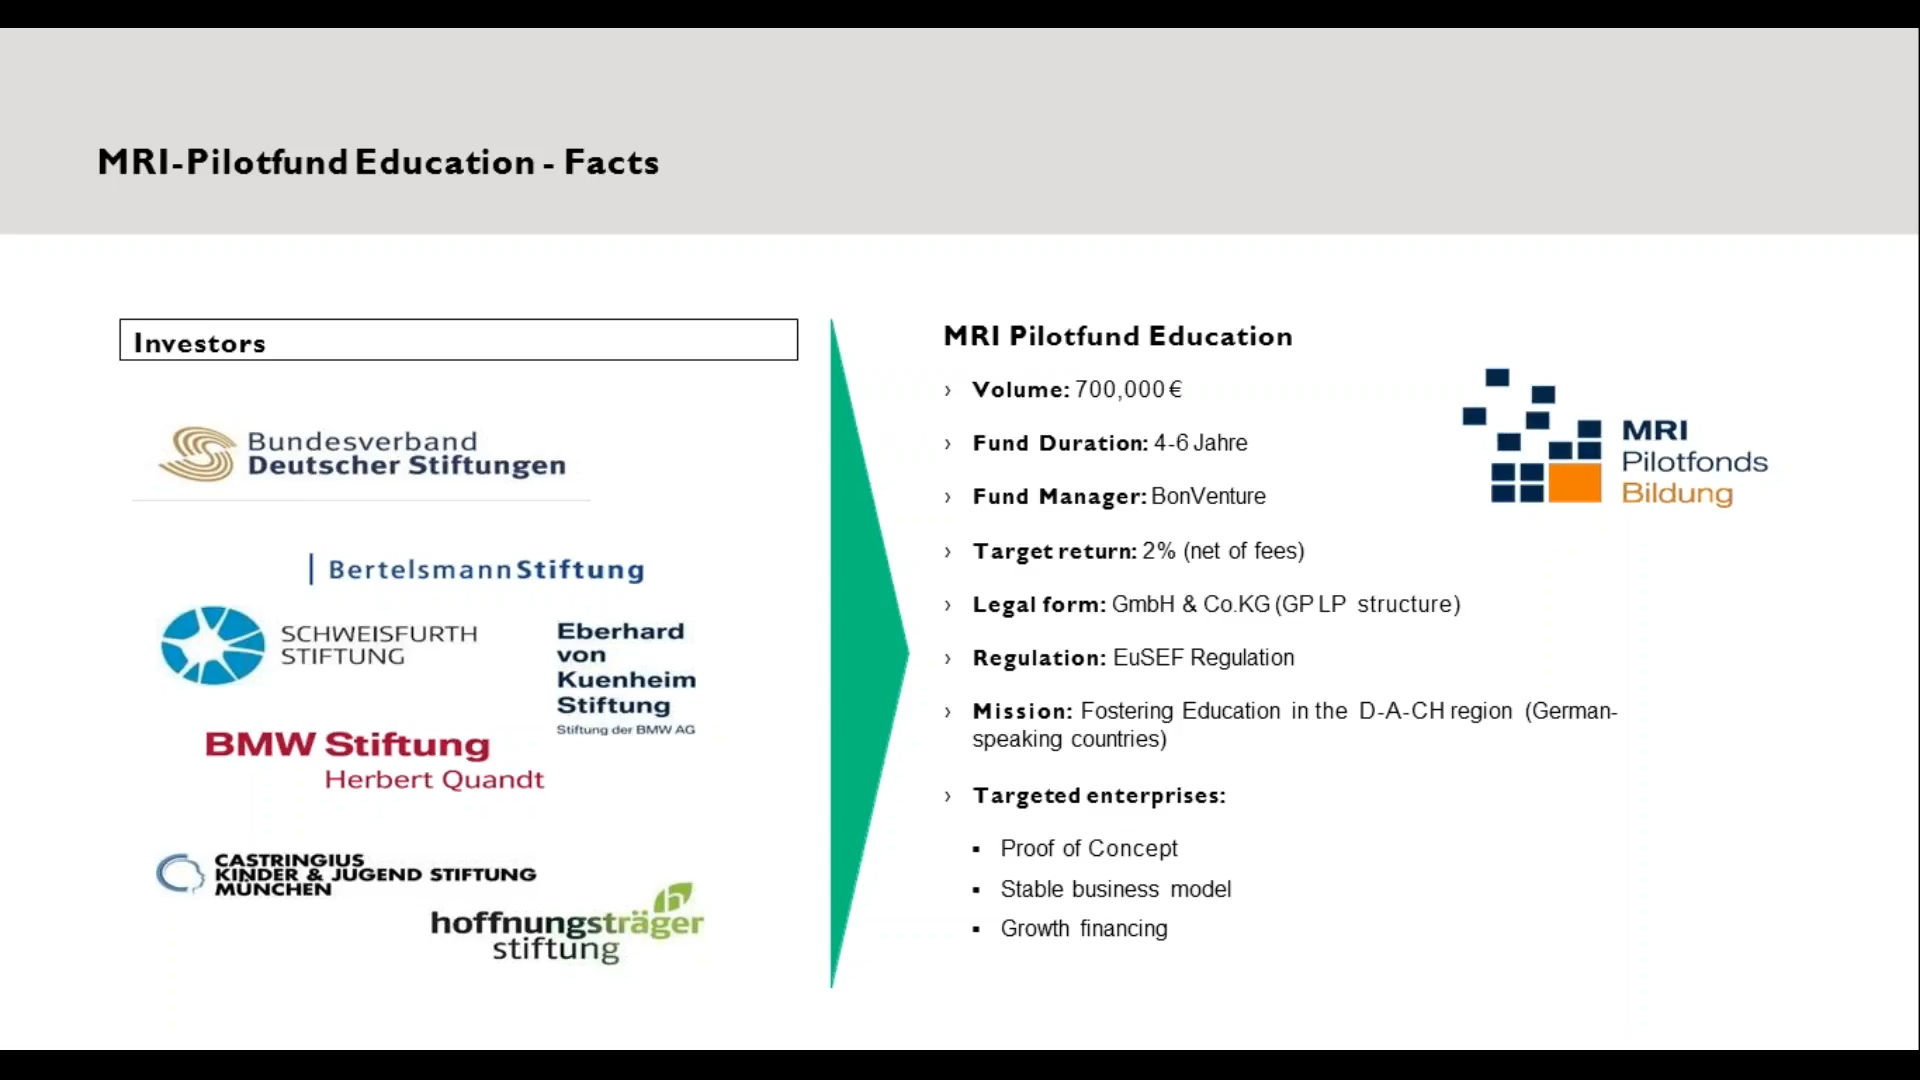 MRI-Pilotfund Education - Facts
Investors
Bundesverband
Deutscher Stiftungen
BertelsmannStiftung
SCHWEISFURTH
STIFTUNG
Eberhard
von
Kuenheim
Stiftung
Stiftung der BMW AG
BMW Stiftung
Herbert Quandt
CASTRINGIUS
KINDER & JUGEND STIFTUNG
MÜNCHEN
hoffnungsträger
stiftung
MRI Pilotfund Education
› Volume: 700,000 €
› Fund Duration: 4-6 Jahre
› Fund Manager: BonVenture
› Target return: 2% (net of fees)
› Legal form: GmbH & Co.KG (GP LP structure)
› Regulation: EuSEF Regulation
› Mission: Fostering Education in the D-A-CH region (German-
speaking countries)
› Targeted enterprises:
▪ Proof of Concept
▪ Stable business model
▪ Growth financing
MRI
Pilotfonds
Bildung